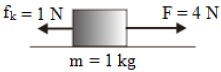 fₖ = 1 N
F = 4 N
m = 1 kg